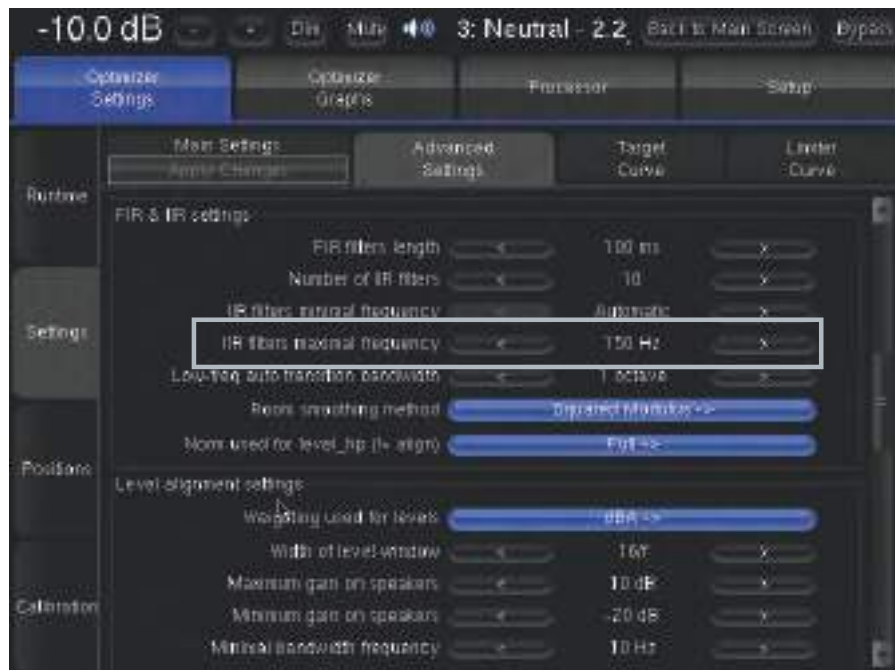 -10.0 dB - + Dim Mute 3: Neutral - 2.2 Back to Main Screen Bypass
Optimizer Settings
Optimizer Graphs
Processor
Setup
Main Settings
Apply Changes
Advanced Settings
Target Curve
Limiter Curve
Runtime
Settings
Positions
Calibration
FIR & IIR settings
FIR filters length < 100 ms >
Number of IIR filters < 10 >
IIR filters minimal frequency < Automatic >
IIR filters maximal frequency < 150 Hz >
Low-freq auto transition bandwidth < 1 octave >
Room smoothing method Squared Modulus ->
Norm used for level_hp (l+ align) Full ->
Level alignment settings
Weighting used for levels dBA ->
Width of level-window <
Maximum gain on speakers < 10 dB >
Minimum gain on speakers < -20 dB >
Minimal bandwidth frequency < 10 Hz >